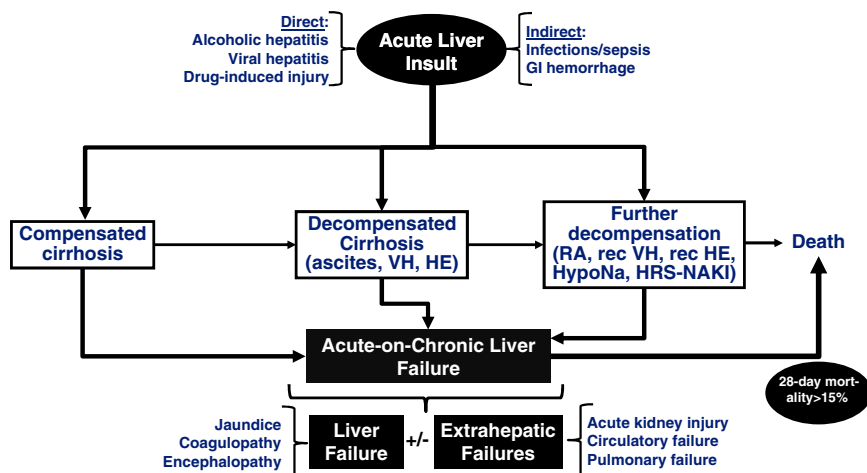 Direct:
Alcoholic hepatitis
Viral hepatitis
Drug-induced injury
Acute Liver
Insult
Indirect:
Infections/sepsis
GI hemorrhage
Compensated
cirrhosis
Decompensated
Cirrhosis
(ascites, VH, HE)
Further
decompensation
(RA, rec VH, rec HE,
HypoNa, HRS-NAKI)
Death
Acute-on-Chronic Liver
Failure
28-day mort-
ality>15%
Jaundice
Coagulopathy
Encephalopathy
Liver
Failure
+/-
Extrahepatic
Failures
Acute kidney injury
Circulatory failure
Pulmonary failure